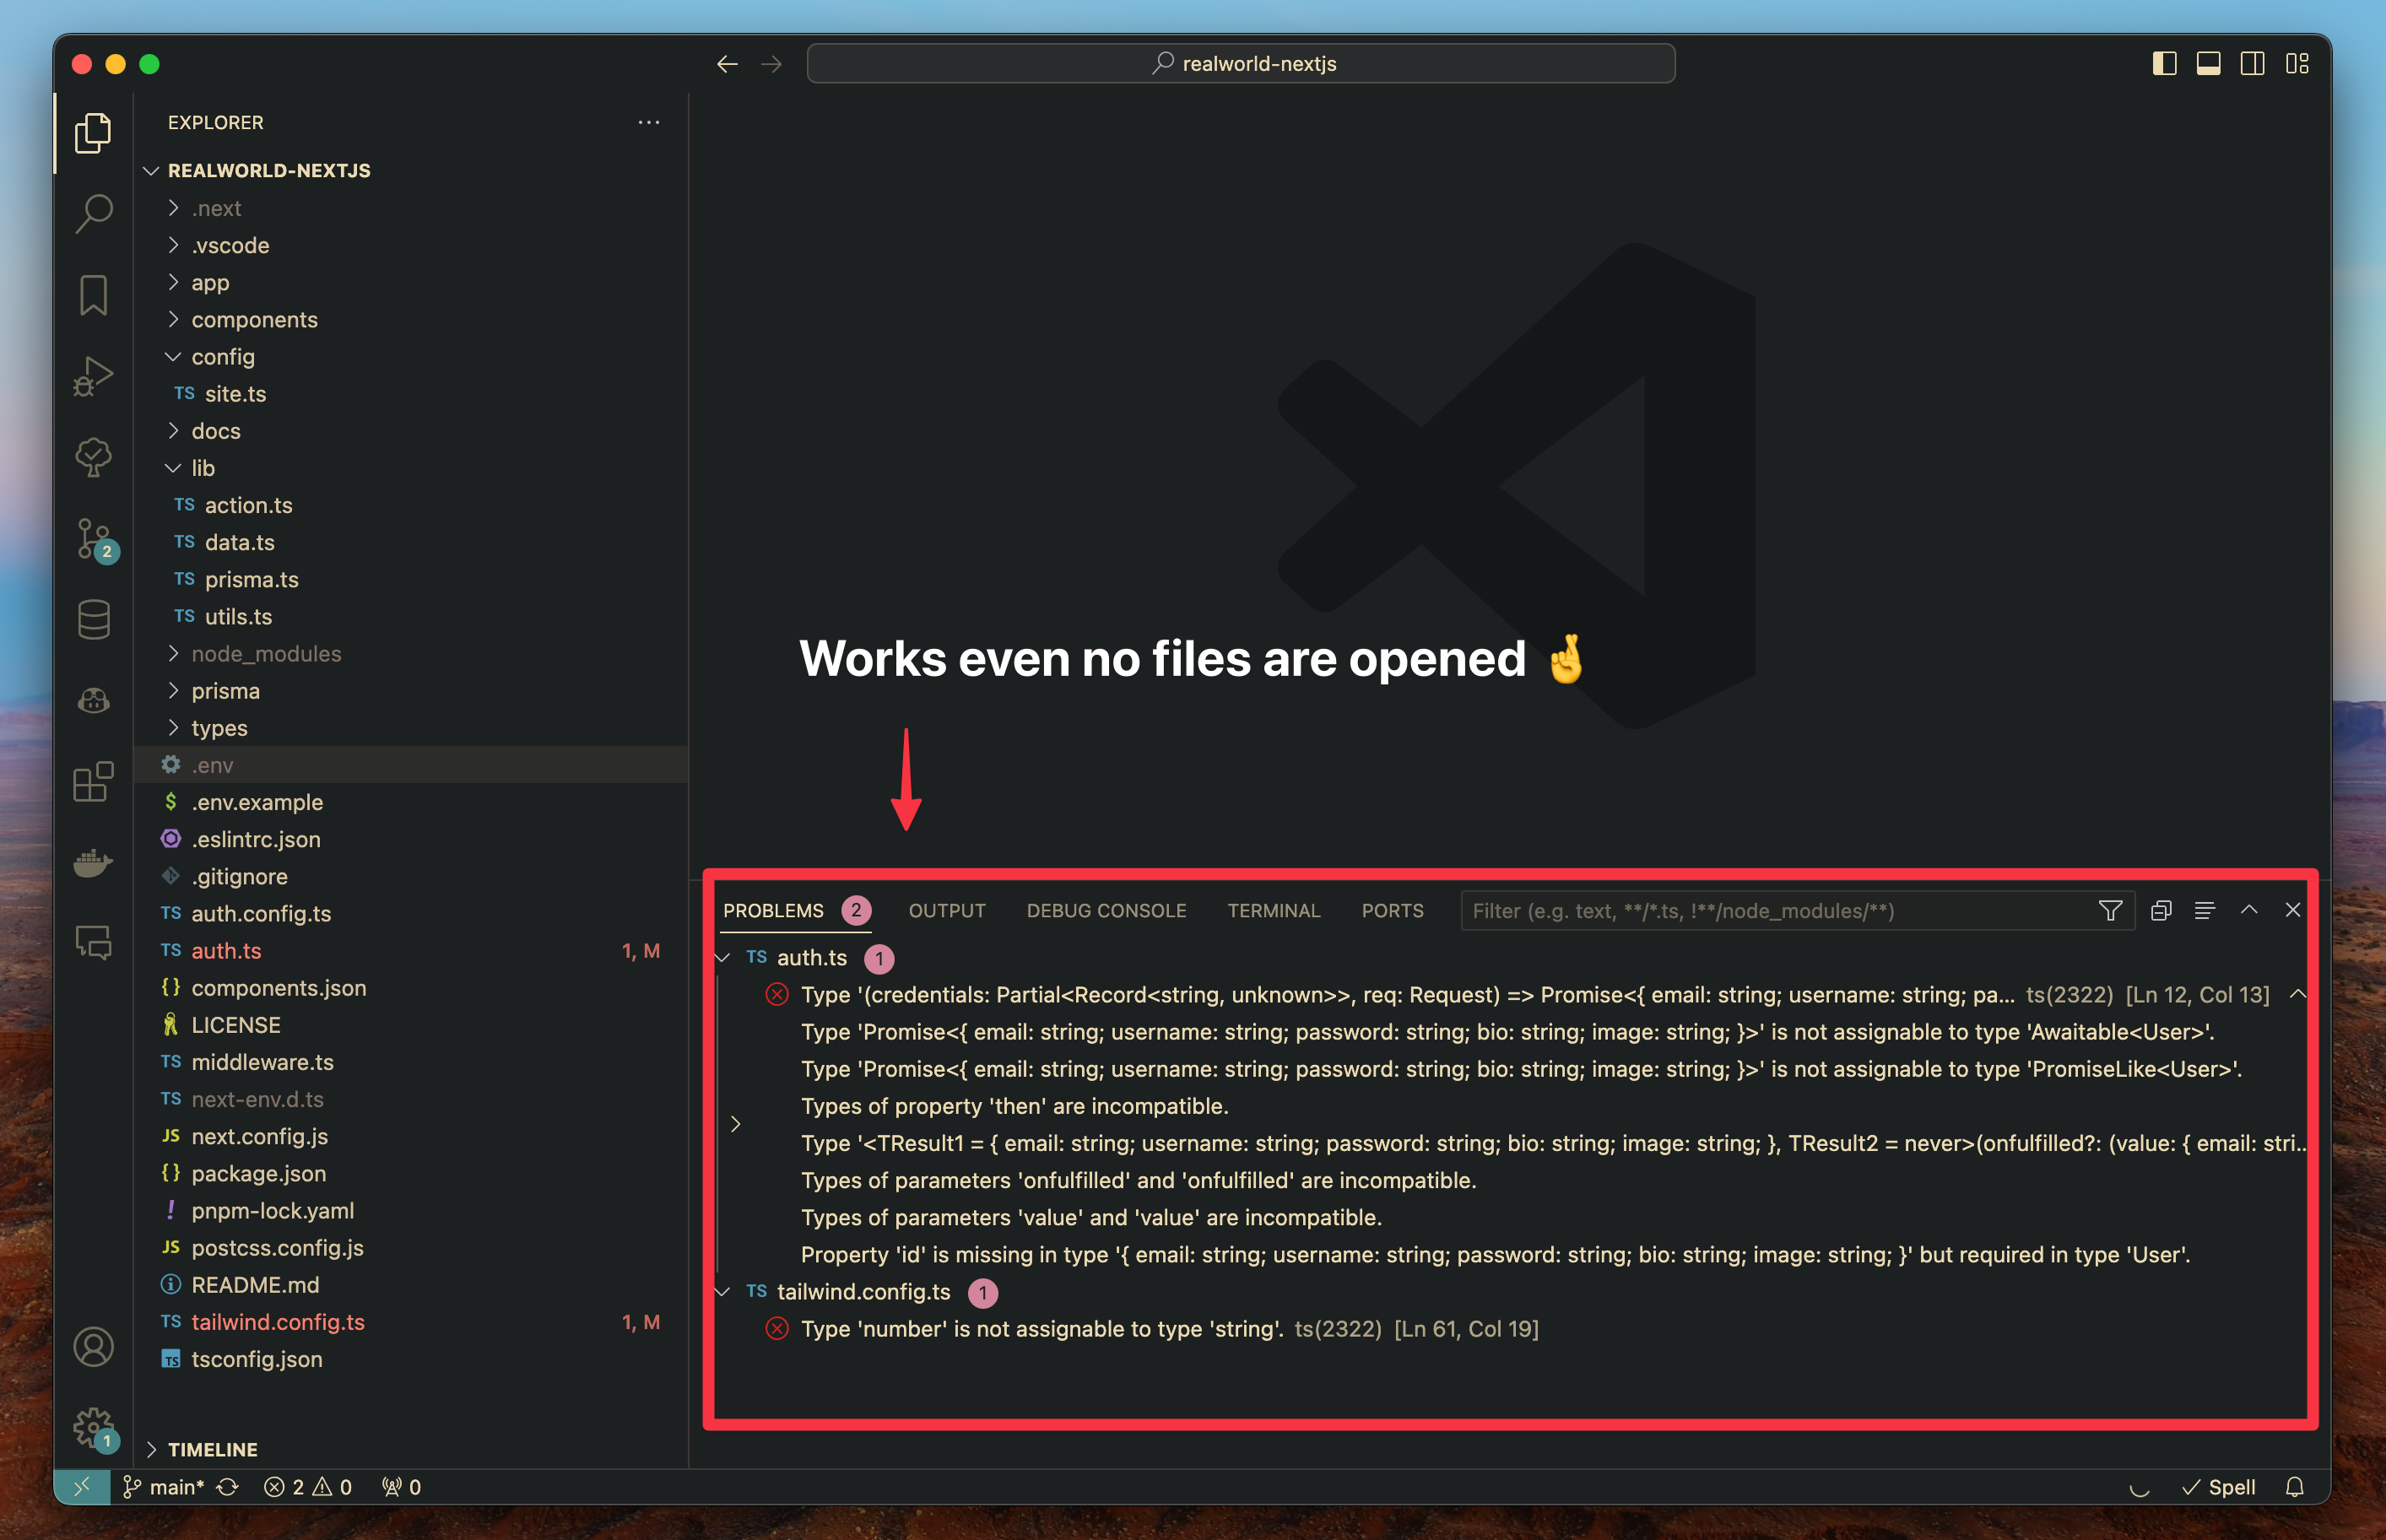 realworld-nextjs
EXPLORER
REALWORLD-NEXTJS
.next
.vscode
app
components
config
TS site.ts
docs
lib
TS action.ts
TS data.ts
TS prisma.ts
TS utils.ts
node_modules
prisma
types
.env
$ .env.example
.eslintrc.json
.gitignore
TS auth.config.ts
TS auth.ts 1, M
{} components.json
LICENSE
TS middleware.ts
TS next-env.d.ts
JS next.config.js
{} package.json
! pnpm-lock.yaml
JS postcss.config.js
README.md
TS tailwind.config.ts 1, M
TS tsconfig.json
TIMELINE
2
1
Works even no files are opened 🤞
PROBLEMS 2 OUTPUT DEBUG CONSOLE TERMINAL PORTS Filter (e.g. text, **/*.ts, !**/node_modules/**)
TS auth.ts 1
Type '(credentials: Partial<Record<string, unknown>>, req: Request) => Promise<{ email: string; username: string; pa... ts(2322) [Ln 12, Col 13]
Type 'Promise<{ email: string; username: string; password: string; bio: string; image: string; }>' is not assignable to type 'Awaitable<User>'.
Type 'Promise<{ email: string; username: string; password: string; bio: string; image: string; }>' is not assignable to type 'PromiseLike<User>'.
Types of property 'then' are incompatible.
Type '<TResult1 = { email: string; username: string; password: string; bio: string; image: string; }, TResult2 = never>(onfulfilled?: (value: { email: stri...
Types of parameters 'onfulfilled' and 'onfulfilled' are incompatible.
Types of parameters 'value' and 'value' are incompatible.
Property 'id' is missing in type '{ email: string; username: string; password: string; bio: string; image: string; }' but required in type 'User'.
TS tailwind.config.ts 1
Type 'number' is not assignable to type 'string'. ts(2322) [Ln 61, Col 19]
main* 2 0 0 Spell